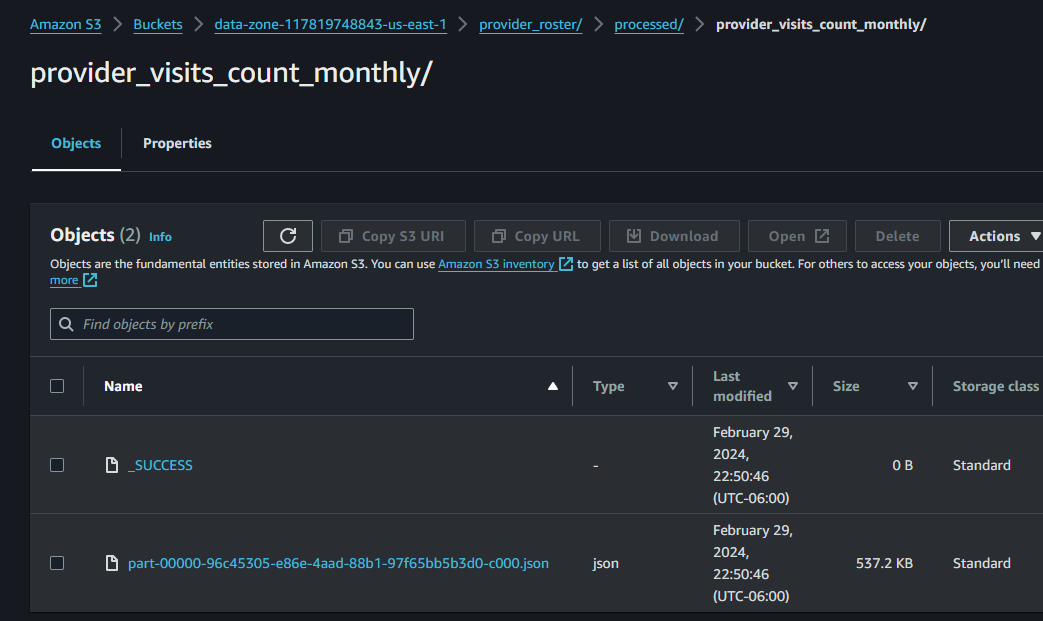 Amazon S3 > Buckets > data-zone-117819748843-us-east-1 > provider_roster/ > processed/ > provider_visits_count_monthly/
provider_visits_count_monthly/
Objects Properties
Objects (2) Info Copy S3 URI Copy URL Download Open Delete Actions
Objects are the fundamental entities stored in Amazon S3. You can use Amazon S3 inventory to get a list of all objects in your bucket. For others to access your objects, you'll need
more
Find objects by prefix
Name Type Last modified Size Storage class
_SUCCESS - February 29, 2024, 22:50:46 (UTC-06:00) 0 B Standard
part-00000-96c45305-e86e-4aad-88b1-97f65bb5b3d0-c000.json json February 29, 2024, 22:50:46 (UTC-06:00) 537.2 KB Standard